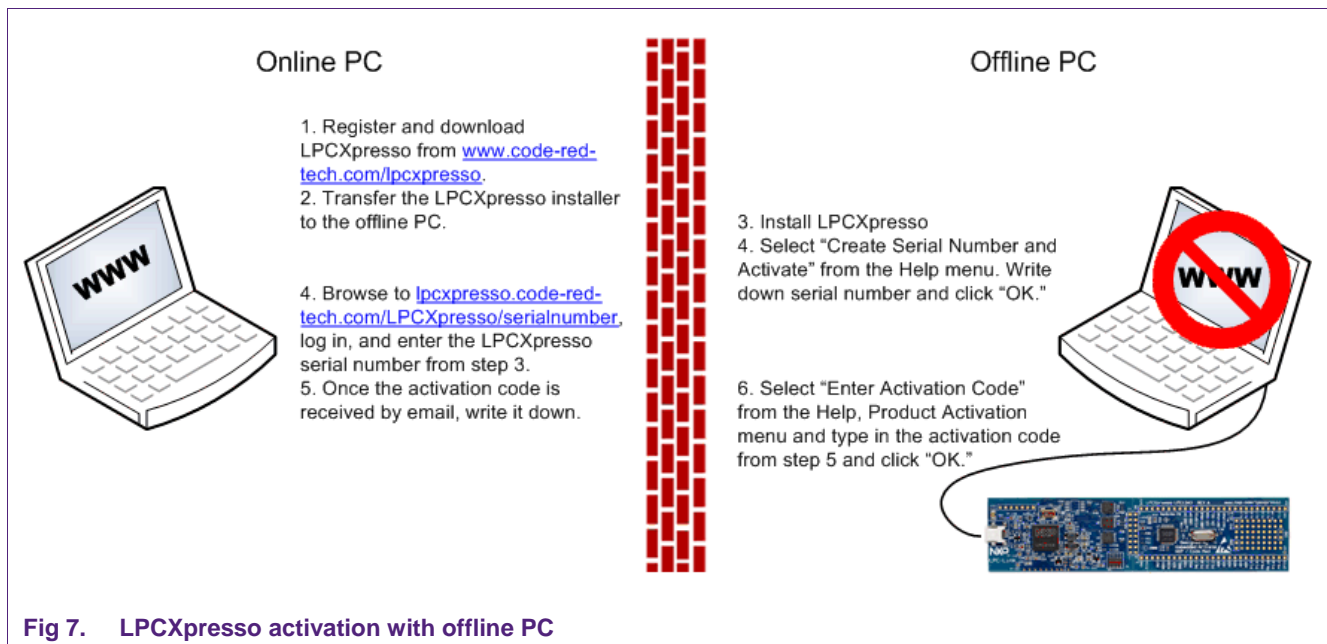 Online PC
1. Register and download
LPCXpresso from www.code-red-
tech.com/lpcxpresso.
2. Transfer the LPCXpresso installer
to the offline PC.
4. Browse to lpcxpresso.code-red-
tech.com/LPCXpresso/serialnumber,
log in, and enter the LPCXpresso
serial number from step 3.
5. Once the activation code is
received by email, write it down.
www
Offline PC
3. Install LPCXpresso
4. Select “Create Serial Number and
Activate” from the Help menu. Write
down serial number and click “OK.”
www
6. Select “Enter Activation Code”
from the Help, Product Activation
menu and type in the activation code
from step 5 and click “OK.”
NXP
Fig 7. LPCXpresso activation with offline PC